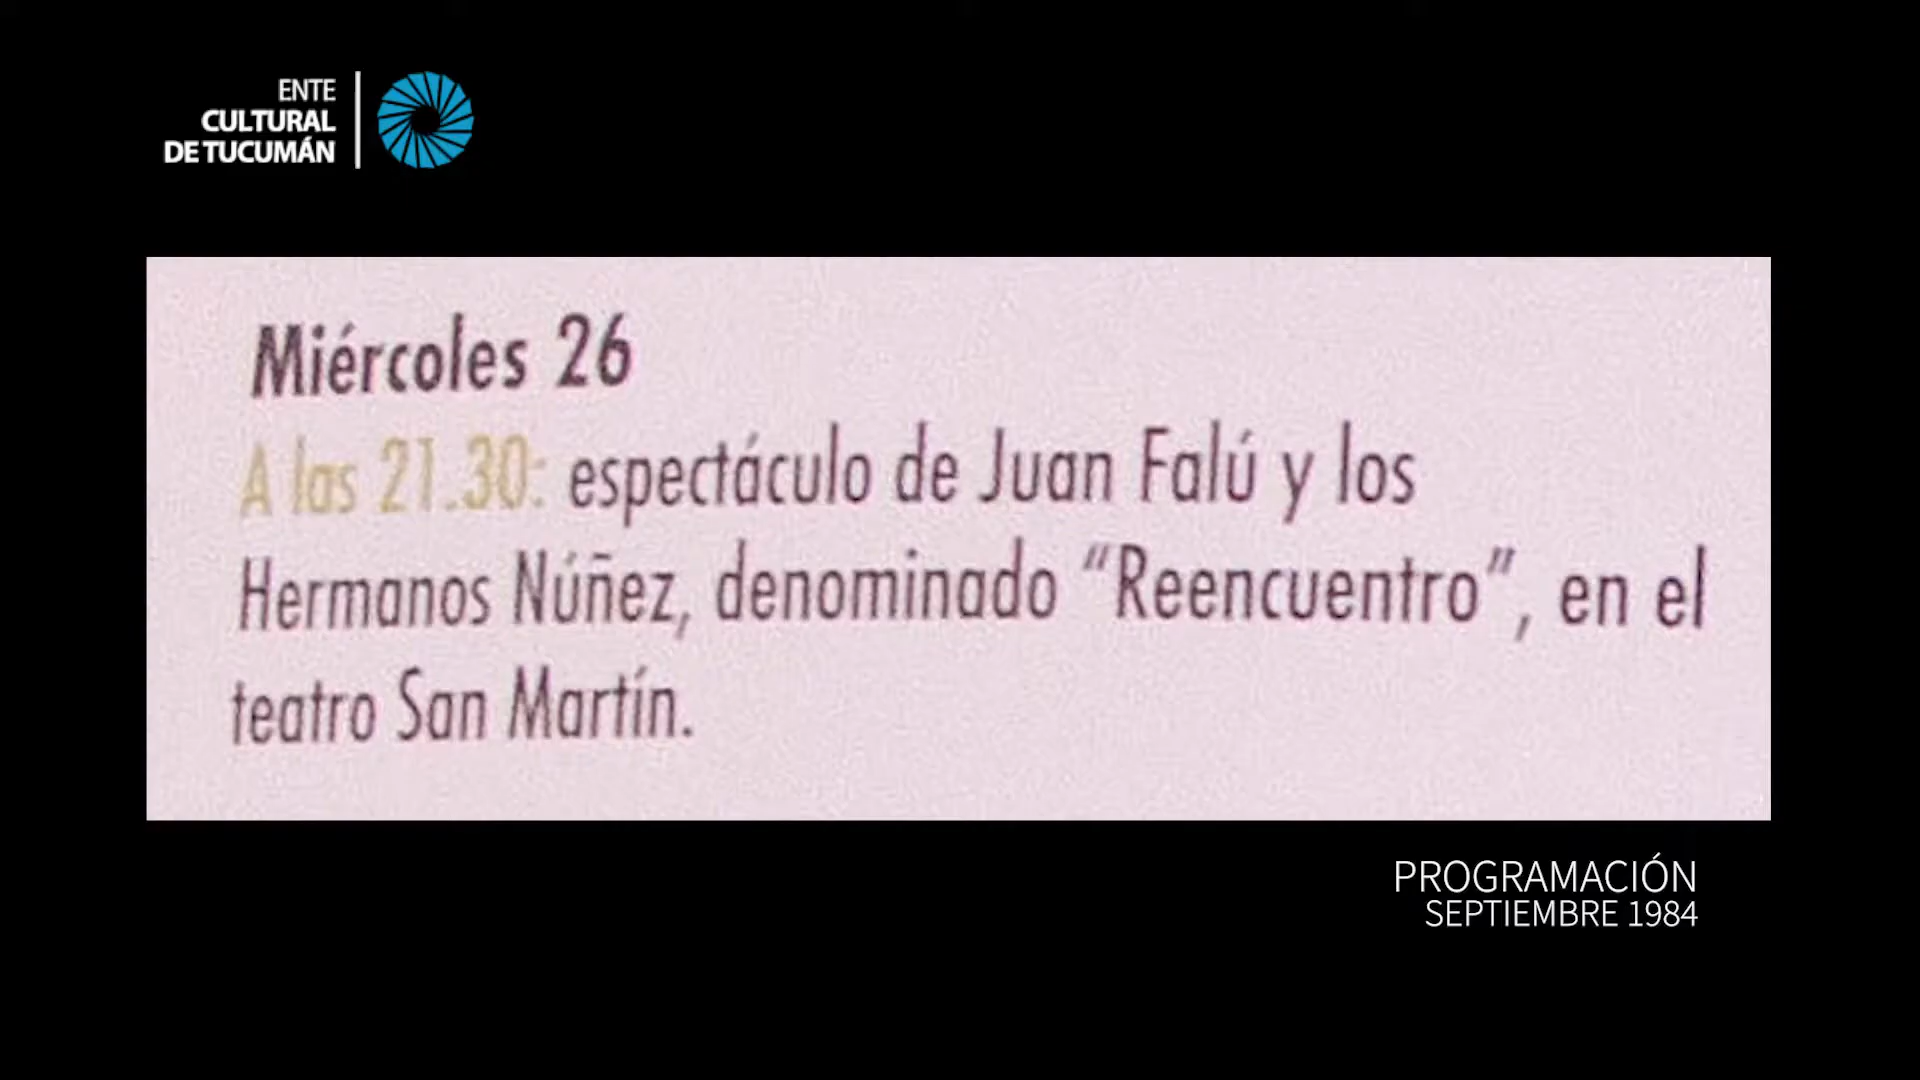 ENTE
CULTURAL
DE TUCUMÁN
Miércoles 26
A las 21.30: espectáculo de Juan Falú y los
Hermanos Núñez, denominado “Reencuentro”, en el
teatro San Martín.
PROGRAMACIÓN
SEPTIEMBRE 1984